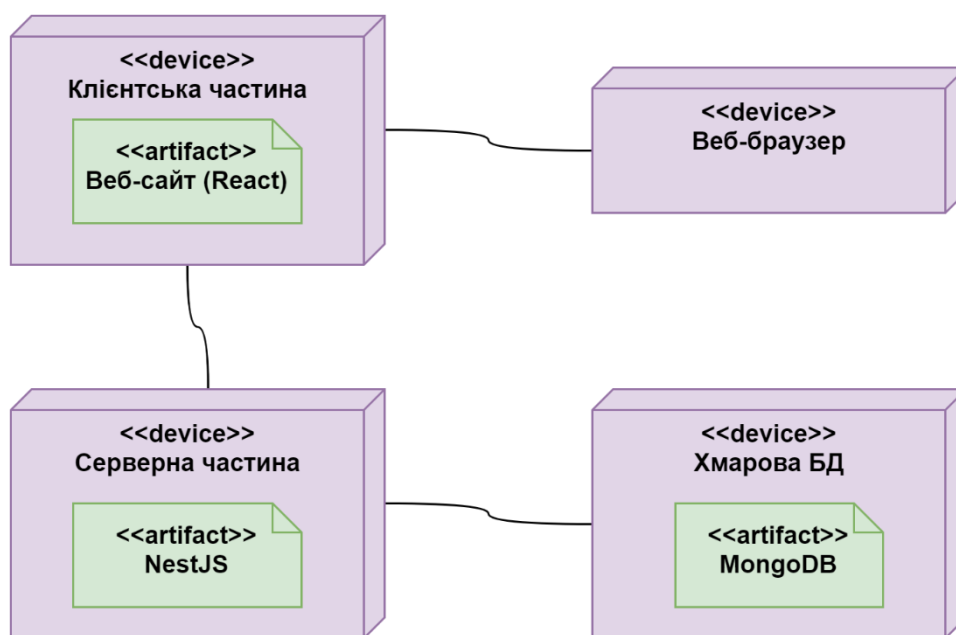 <<device>>
Клієнтська частина
<<artifact>>
Веб-сайт (React)
<<device>>
Веб-браузер
<<device>>
Серверна частина
<<artifact>>
NestJS
<<device>>
Хмарова БД
<<artifact>>
MongoDB